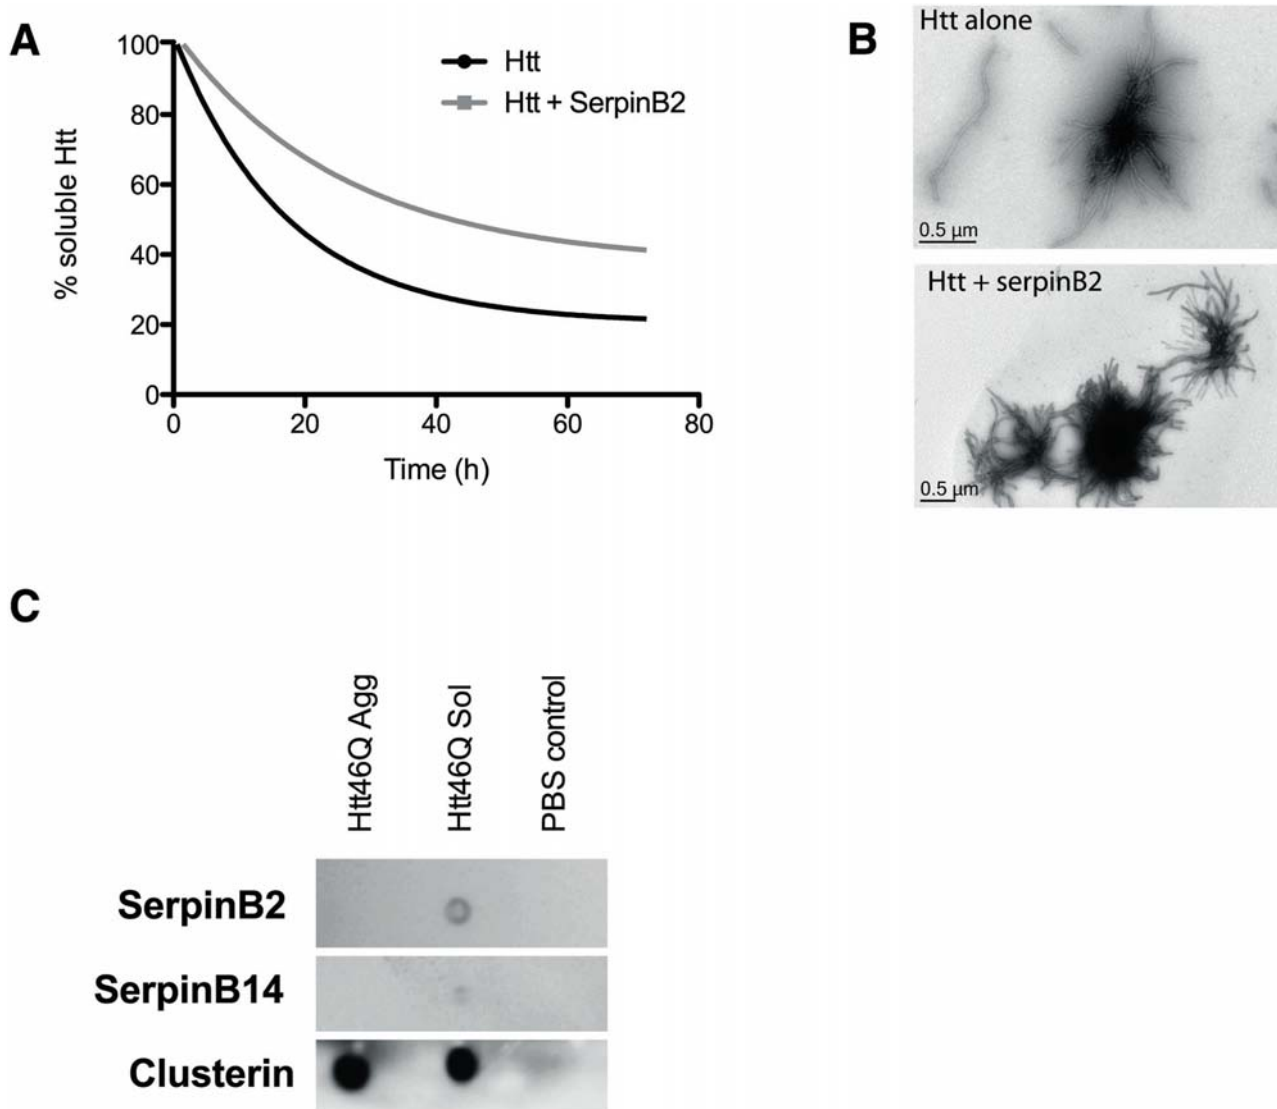 A
100
80
60
40
20
0
% soluble Htt
0 20 40 60 80
Time (h)
Htt
Htt + SerpinB2
B
Htt alone
0.5 µm
Htt + serpinB2
0.5 µm
C
Htt46Q Agg
Htt46Q Sol
PBS control
SerpinB2
SerpinB14
Clusterin